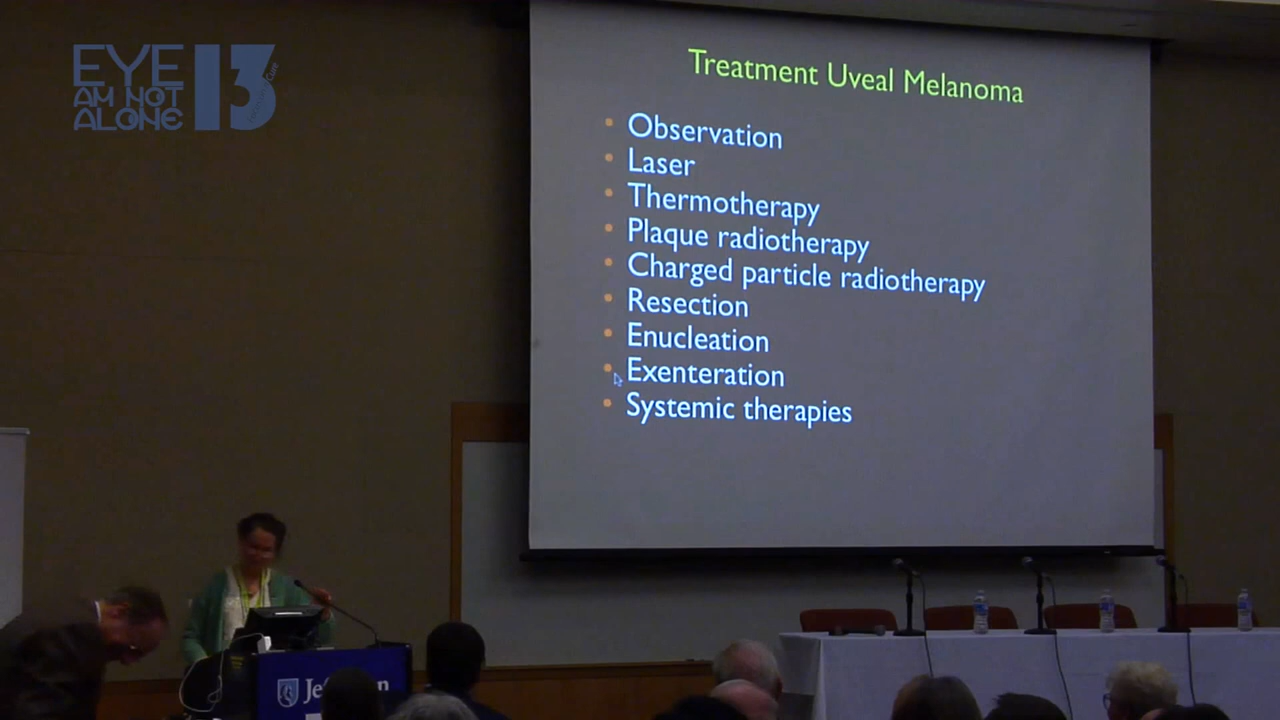 EYE
AM NOT
ALONE
13
Treatment Uveal Melanoma
• Observation
• Laser
• Thermotherapy
• Plaque radiotherapy
• Charged particle radiotherapy
• Resection
• Enucleation
• Exenteration
• Systemic therapies